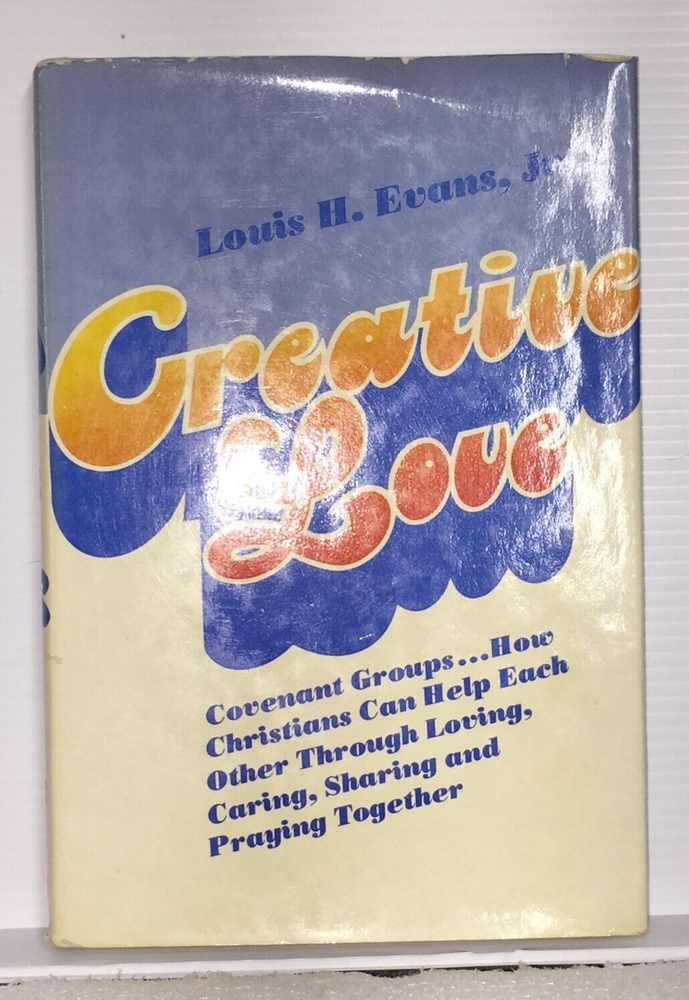 Louis H. Evans, Jr.
Creative
Love
Covenant Groups...How
Christians Can Help Each
Other Through Loving,
Caring, Sharing and
Praying Together